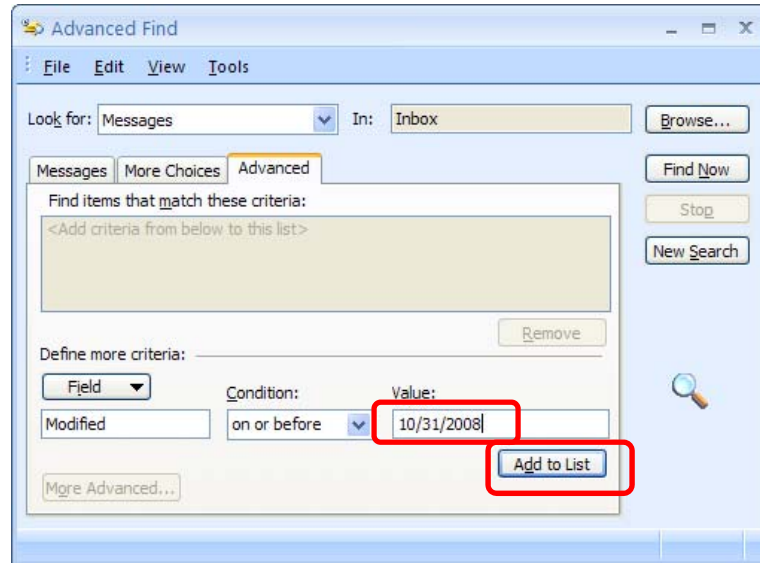 Advanced Find
File Edit View Tools
Look for: Messages In: Inbox Browse...
Messages More Choices Advanced Find Now
Find items that match these criteria:
<Add criteria from below to this list>
Stop
New Search
Remove
Define more criteria:
Field Condition: Value:
Modified on or before 10/31/2008
Add to List
More Advanced...